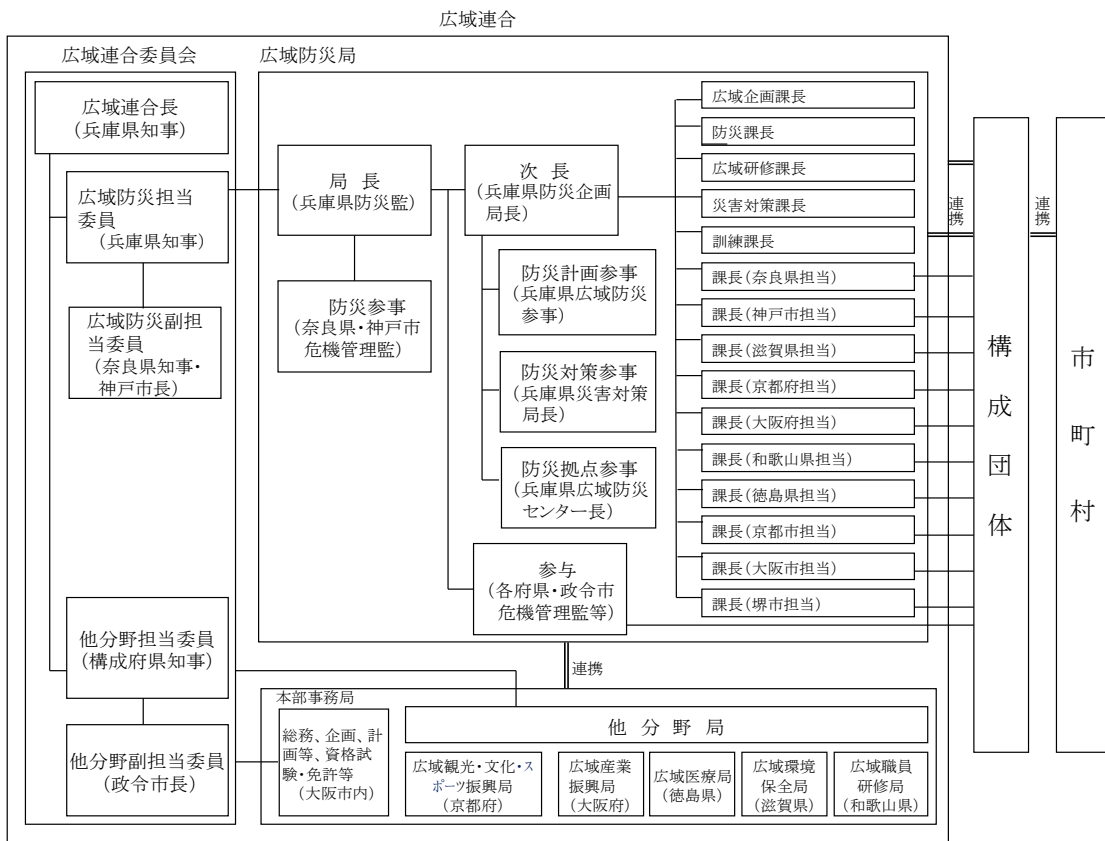 広域連合
広域連合委員会
広域連合長
(兵庫県知事)
広域防災担当
委員
(兵庫県知事)
広域防災副担
当委員
(奈良県知事・
神戸市長)
他分野担当委員
(構成府県知事)
他分野副担当委員
(政令市長)
広域防災局
局 長
(兵庫県防災監)
防災参事
(奈良県・神戸市
危機管理監)
次 長
(兵庫県防災企画
局長)
防災計画参事
(兵庫県広域防災
参事)
防災対策参事
(兵庫県災害対策
局長)
防災拠点参事
(兵庫県広域防災
センター長)
参与
(各府県・政令市
危機管理監等)
広域企画課長
防災課長
広域研修課長
災害対策課長
訓練課長
課長(奈良県担当)
課長(神戸市担当)
課長(滋賀県担当)
課長(京都府担当)
課長(大阪府担当)
課長(和歌山県担当)
課長(徳島県担当)
課長(京都市担当)
課長(大阪市担当)
課長(堺市担当)
連携
本部事務局
総務、企画、計
画等、資格試
験・免許等
(大阪市内)
他 分 野 局
広域観光・文化・ス
ポーツ振興局
(京都府)
広域産業
振興局
(大阪府)
広域医療局
(徳島県)
広域環境
保全局
(滋賀県)
広域職員
研修局
(和歌山県)
連携
構成団体
連携
市町村